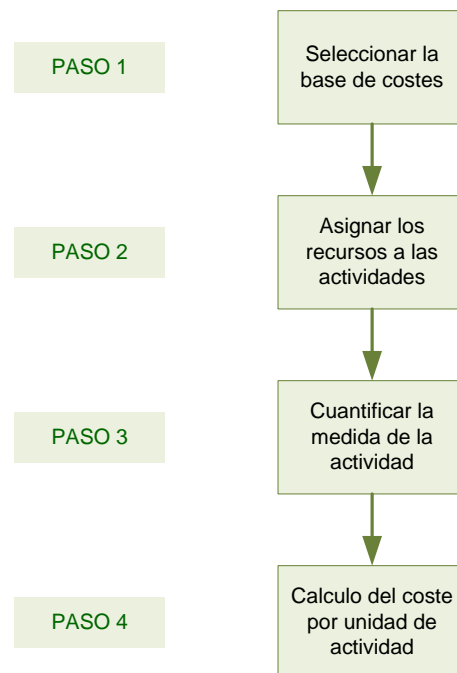 PASO 1
Seleccionar la
base de costes
PASO 2
Asignar los
recursos a las
actividades
PASO 3
Cuantificar la
medida de la
actividad
PASO 4
Calculo del coste
por unidad de
actividad